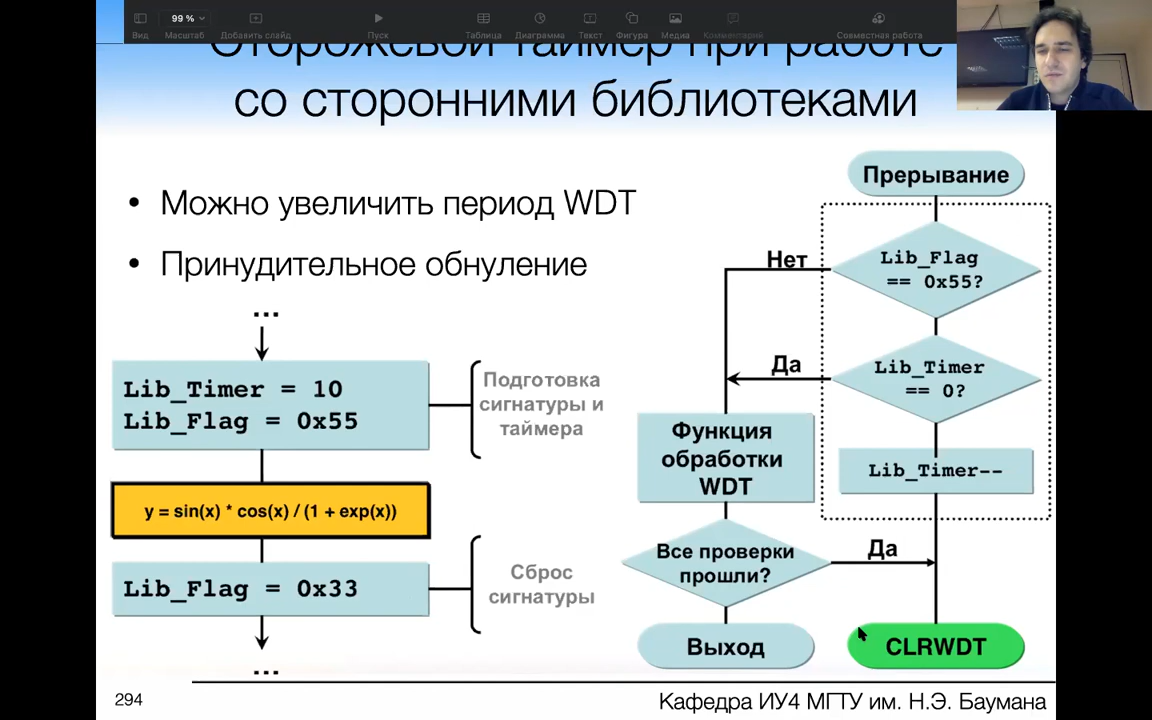 99 %
Вид
Масштаб
Добавить слайд
Пуск
Таблица
Диаграмма
Текст
Фигура
Медиа
Комментарий
Совместная работа
Сторожевой таймер при работе
со сторонними библиотеками
• Можно увеличить период WDT
• Принудительное обнуление
...
Lib_Timer = 10
Lib_Flag = 0x55
Подготовка
сигнатуры и
таймера
y = sin(x) * cos(x) / (1 + exp(x))
Lib_Flag = 0x33
Сброс
сигнатуры
...
Прерывание
Lib_Flag
== 0x55?
Нет
Lib_Timer
== 0?
Да
Функция
обработки
WDT
Lib_Timer--
Все проверки
прошли?
Да
Выход
CLRWDT
294
Кафедра ИУ4 МГТУ им. Н.Э. Баумана